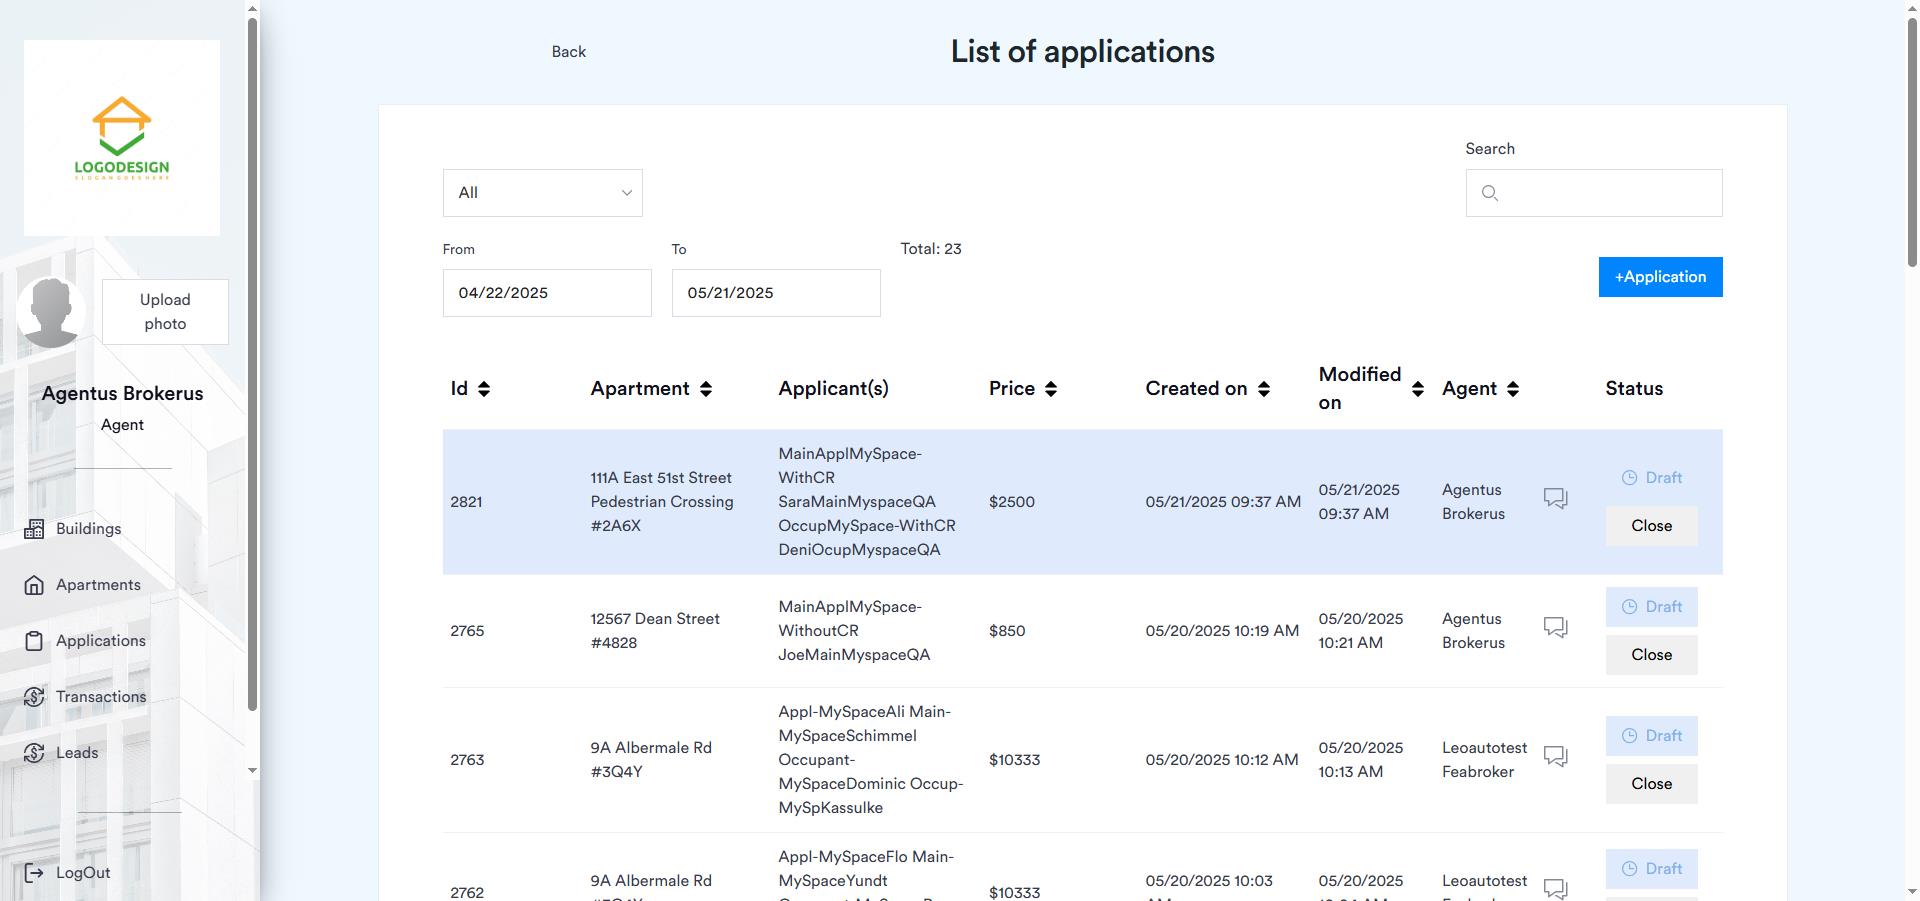 LOGODESIGN
SLOGANGOESHERE
Upload
photo
Agentus Brokerus
Agent
Buildings
Apartments
Applications
Transactions
Leads
LogOut
Back
List of applications
Search
All
From
To
Total: 23
04/22/2025
05/21/2025
+Application
Id
Apartment
Applicant(s)
Price
Created on
Modified
on
Agent
Status
2821
111A East 51st Street
Pedestrian Crossing
#2A6X
MainApplMySpace-
WithCR
SaraMainMyspaceQA
OccupMySpace-WithCR
DeniOcupMyspaceQA
$2500
05/21/2025 09:37 AM
05/21/2025
09:37 AM
Agentus
Brokerus
Draft
Close
2765
12567 Dean Street
#4828
MainApplMySpace-
WithoutCR
JoeMainMyspaceQA
$850
05/20/2025 10:19 AM
05/20/2025
10:21 AM
Agentus
Brokerus
Draft
Close
2763
9A Albermale Rd
#3Q4Y
Appl-MySpaceAli Main-
MySpaceSchimmel
Occupant-
MySpaceDominic Occup-
MySpKassulke
$10333
05/20/2025 10:12 AM
05/20/2025
10:13 AM
Leoautotest
Feabroker
Draft
Close
2762
9A Albermale Rd
Appl-MySpaceFlo Main-
MySpaceYundt
$10333
05/20/2025 10:03
05/20/2025
Leoautotest
Draft